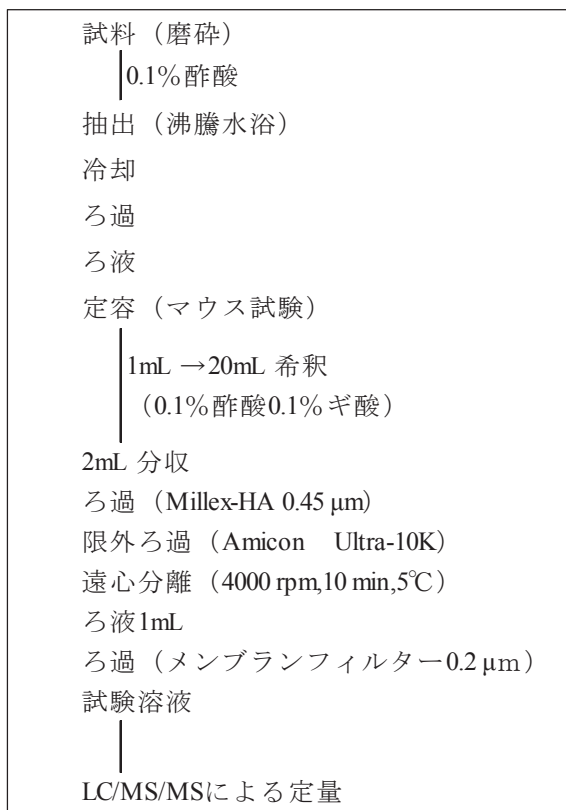 試料（磨砕）
0.1％酢酸
抽出（沸騰水浴）
冷却
ろ過
ろ液
定容（マウス試験）
1mL →20mL 希釈
（0.1％酢酸0.1％ギ酸）
2mL 分収
ろ過（Millex-HA 0.45 μm）
限外ろ過（Amicon　Ultra-10K）
遠心分離（4000 rpm,10 min,5℃）
ろ液1mL
ろ過（メンブランフィルター0.2 μｍ）
試験溶液
LC/MS/MSによる定量